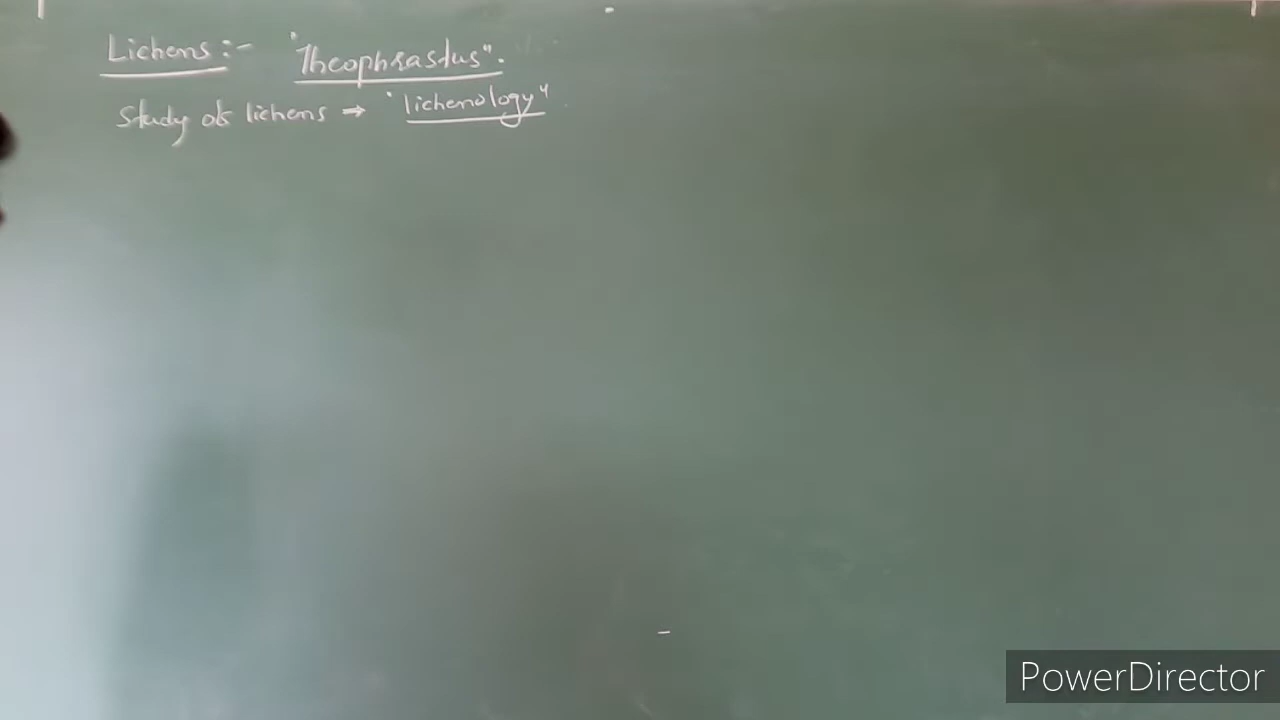 Lichens :- "Theophrastus".
Study of lichens → "lichenology"
PowerDirector